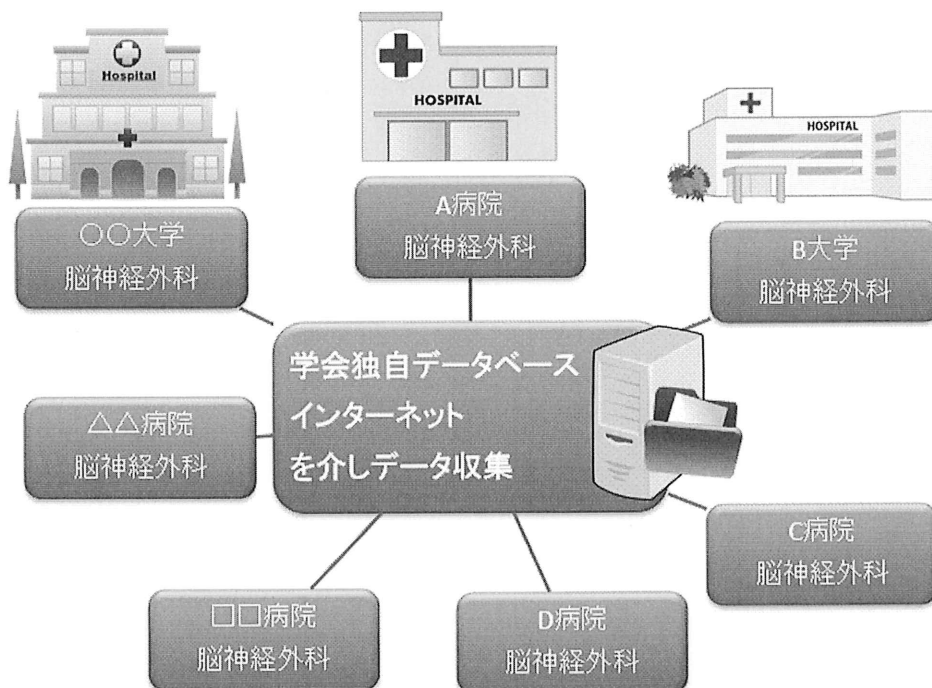 Hospital
HOSPITAL
HOSPITAL
〇〇大学
脳神経外科
A病院
脳神経外科
B大学
脳神経外科
学会独自データベース
インターネット
を介しデータ収集
△△病院
脳神経外科
C病院
脳神経外科
□□病院
脳神経外科
D病院
脳神経外科